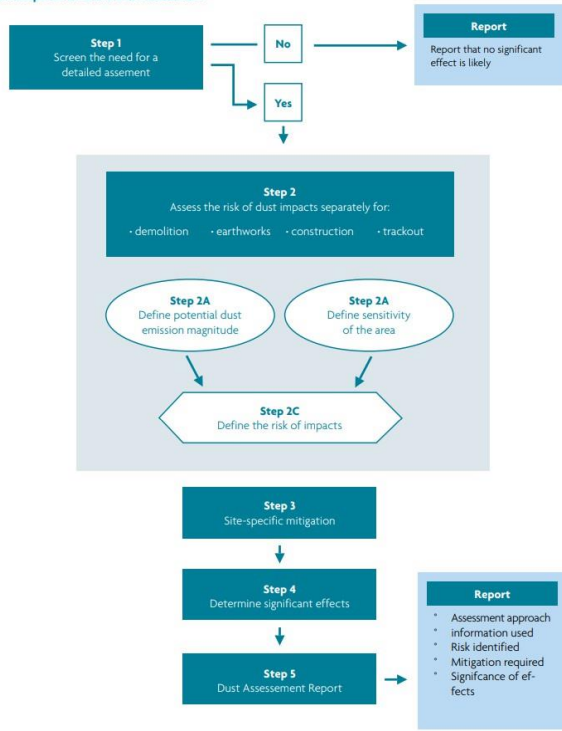 Step 1
Screen the need for a
detailed assement
No
Report
Report that no significant
effect is likely
Yes
Step 2
Assess the risk of dust impacts separately for:
• demolition • earthworks • construction • trackout
Step 2A
Define potential dust
emission magnitude
Step 2A
Define sensitivity
of the area
Step 2C
Define the risk of impacts
Step 3
Site-specific mitigation
Step 4
Determine significant effects
Step 5
Dust Assessement Report
Report
° Assessment approach
° information used
° Risk identified
° Mitigation required
° Signifcance of ef-
fects